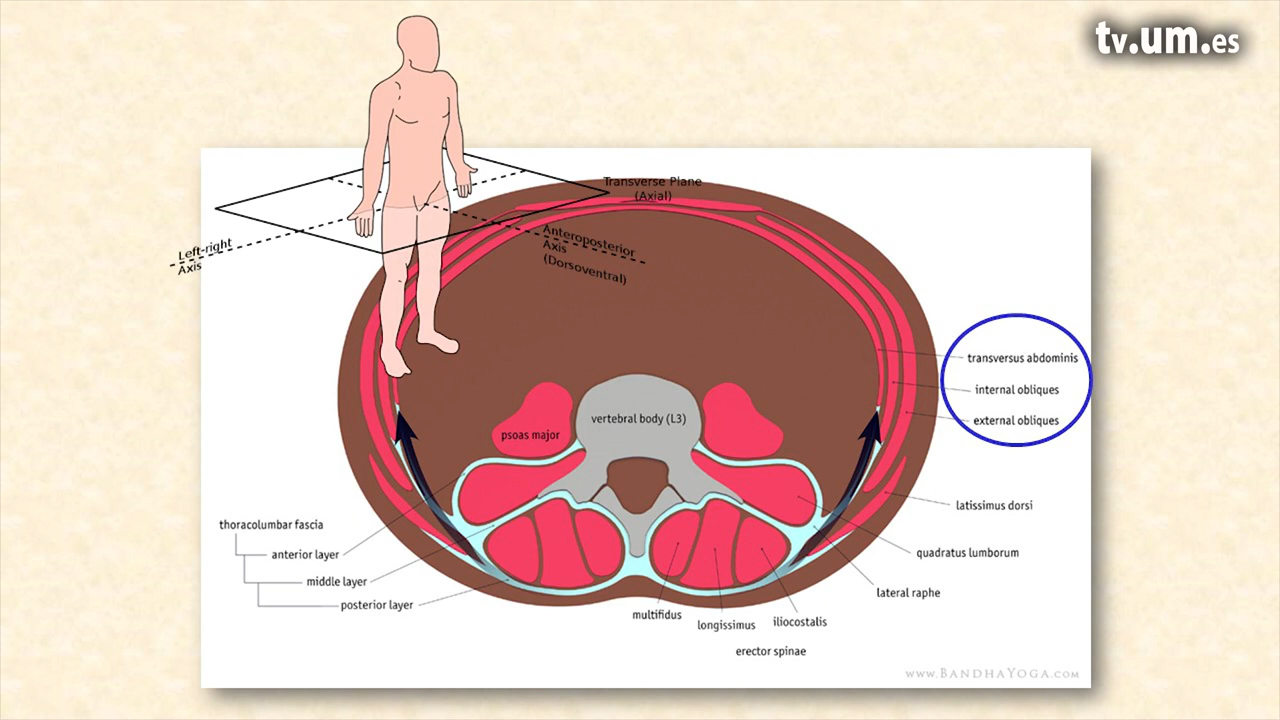 tv.um.es
Transverse Plane
(Axial)
Left-right
Axis
Anteroposterior
Axis
(Dorsoventral)
transversus abdominis
internal obliques
external obliques
vertebral body (L3)
psoas major
latissimus dorsi
thoracolumbar fascia
anterior layer
middle layer
posterior layer
quadratus lumborum
lateral raphe
multifidus
longissimus
iliocostalis
erector spinae
www.BandhaYoga.com